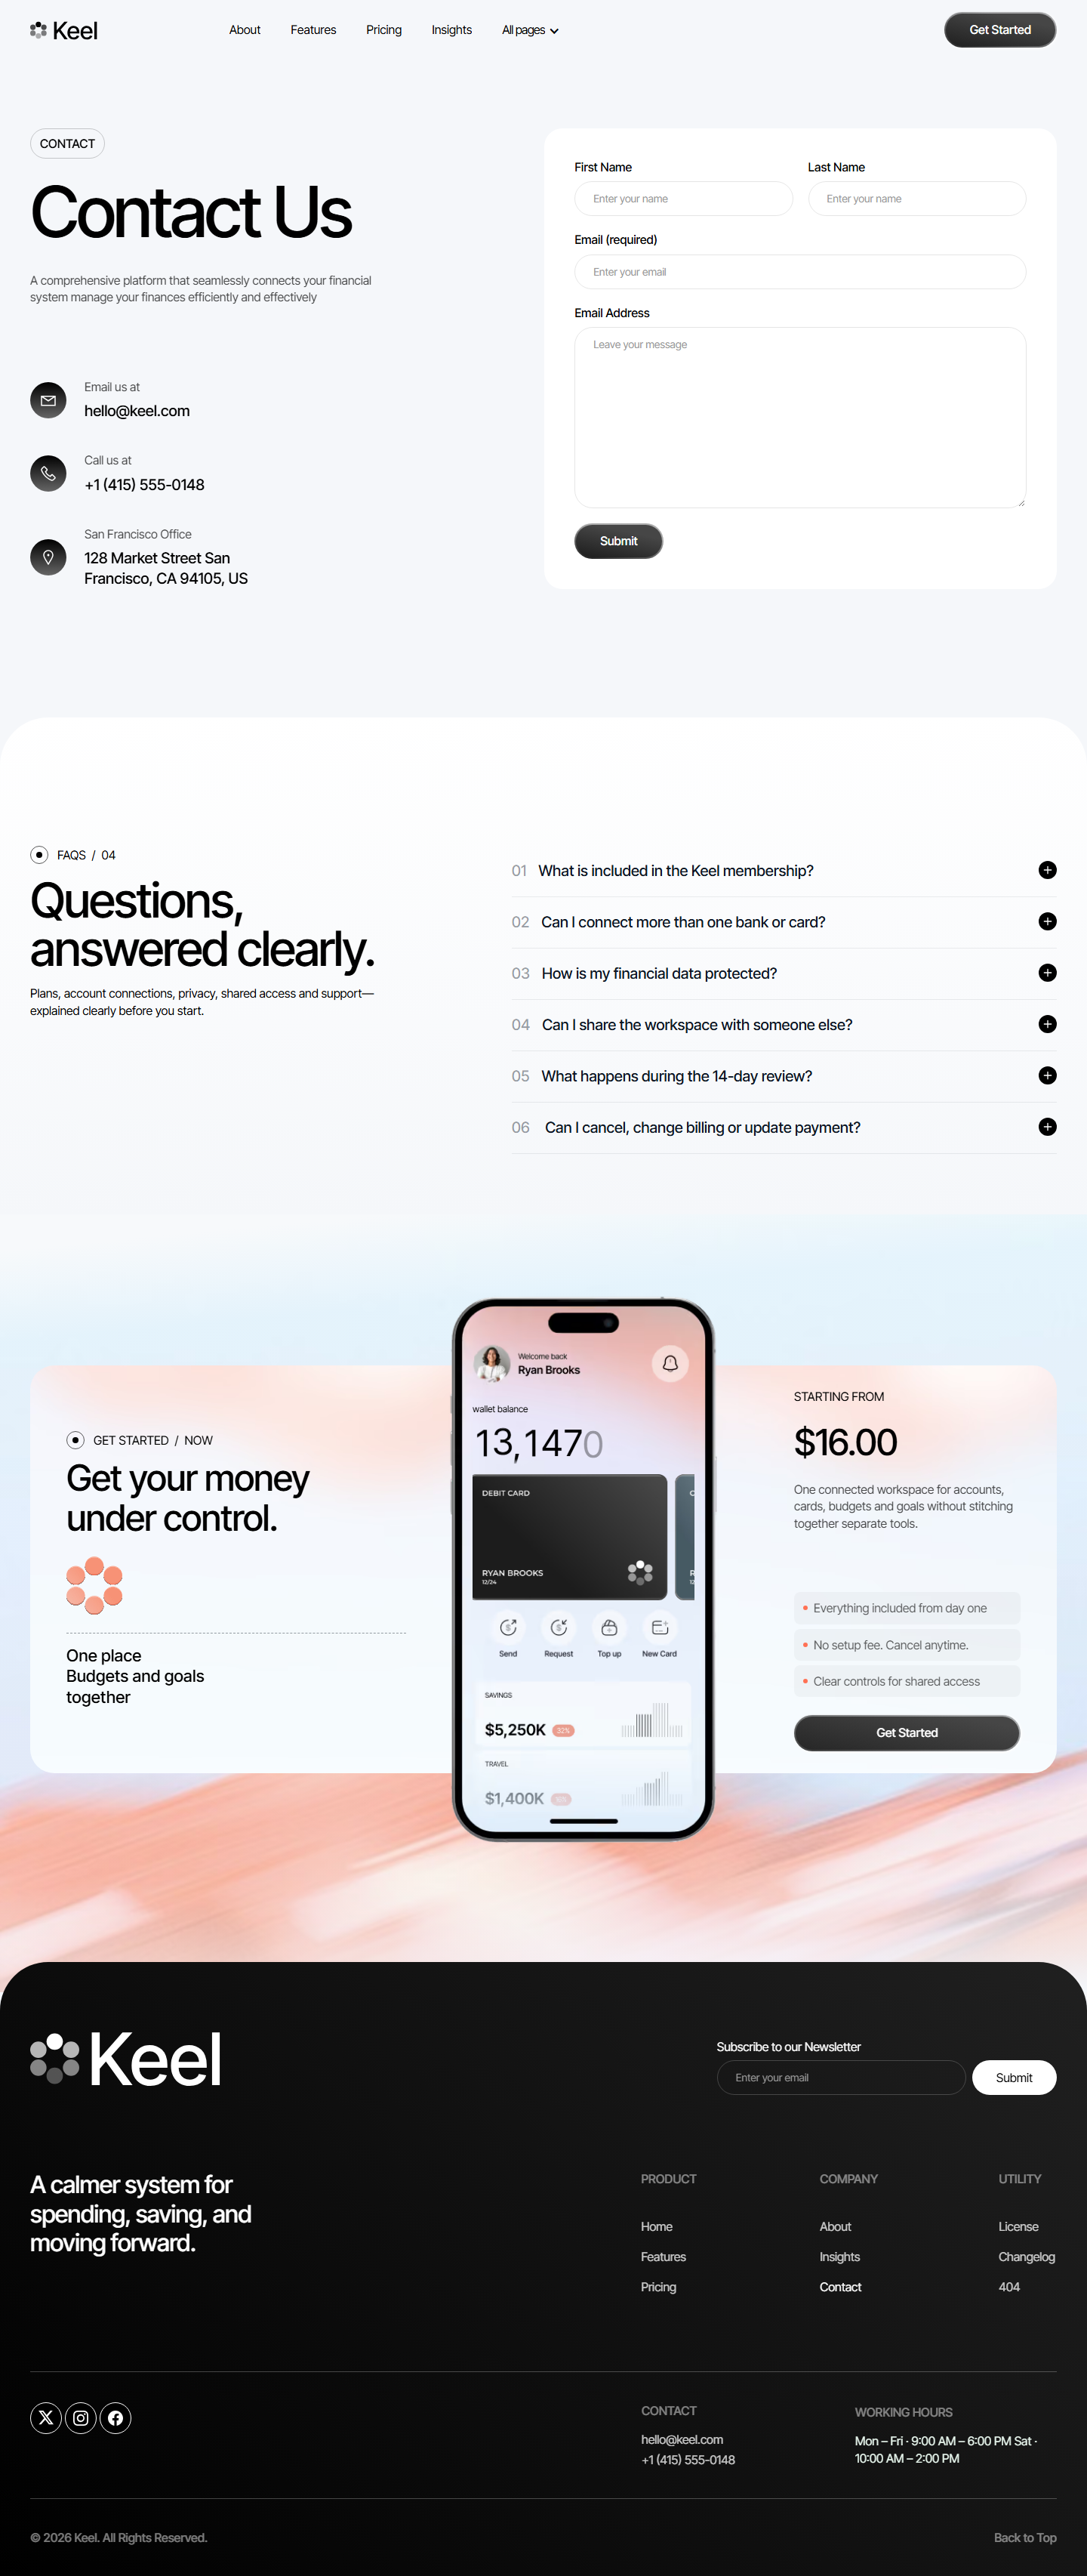 Keel
About
Features
Pricing
Insights
All pages
Get Started
CONTACT
Contact Us
A comprehensive platform that seamlessly connects your financial
system manage your finances efficiently and effectively
Email us at
hello@keel.com
Call us at
+1 (415) 555-0148
San Francisco Office
128 Market Street San
Francisco, CA 94105, US
First Name
Last Name
Enter your name
Enter your name
Email (required)
Enter your email
Email Address
Leave your message
Submit
FAQS / 04
Questions,
answered clearly.
Plans, account connections, privacy, shared access and support—
explained clearly before you start.
01 What is included in the Keel membership?
02 Can I connect more than one bank or card?
03 How is my financial data protected?
04 Can I share the workspace with someone else?
05 What happens during the 14-day review?
06 Can I cancel, change billing or update payment?
GET STARTED / NOW
Get your money
under control.
One place
Budgets and goals
together
Welcome back
Ryan Brooks
wallet balance
13,1470
DEBIT CARD
RYAN BROOKS
12/24
Send
Request
Top up
New Card
SAVINGS
$5,250K
32%
TRAVEL
$1,400K
STARTING FROM
$16.00
One connected workspace for accounts,
cards, budgets and goals without stitching
together separate tools.
Everything included from day one
No setup fee. Cancel anytime.
Clear controls for shared access
Get Started
Keel
Subscribe to our Newsletter
Enter your email
Submit
A calmer system for
spending, saving, and
moving forward.
PRODUCT
Home
Features
Pricing
COMPANY
About
Insights
Contact
UTILITY
License
Changelog
404
CONTACT
hello@keel.com
+1 (415) 555-0148
WORKING HOURS
Mon – Fri · 9:00 AM – 6:00 PM Sat ·
10:00 AM – 2:00 PM
© 2026 Keel. All Rights Reserved.
Back to Top